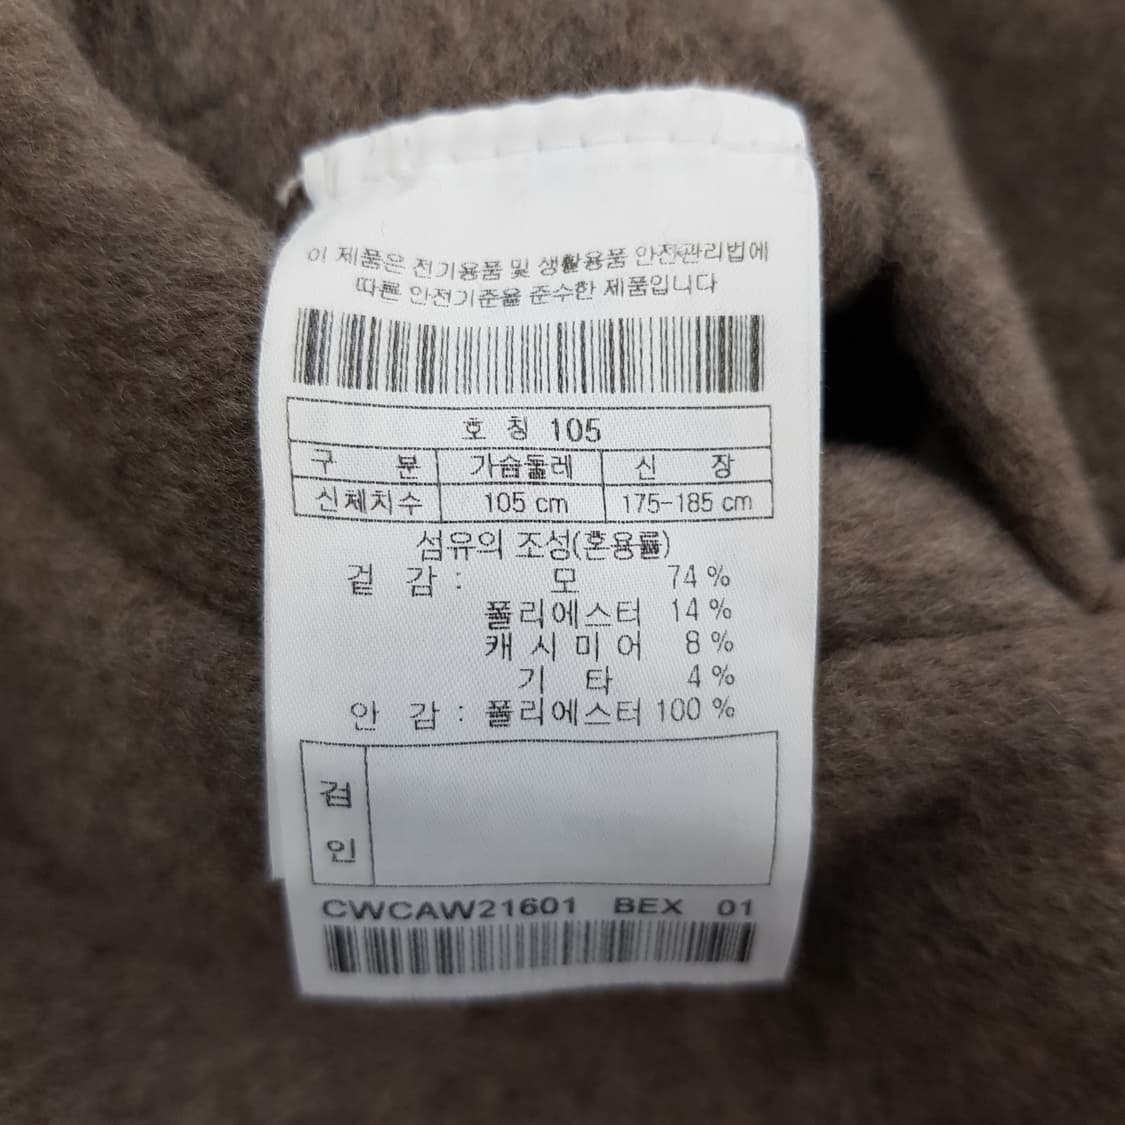 이 제품은 전기용품 및 생활용품 안전관리법에
따른 안전기준을 준수한 제품입니다
호 칭 105
구 분 가슴둘레 신 장
신체치수 105 cm 175-185 cm
섬유의 조성(혼용률)
겉 감 : 모 74 %
폴리에스터 14 %
캐 시 미 어 8 %
기 타 4 %
안 감 : 폴리에스터 100 %
검
인
CWCAW21601 BEX 01